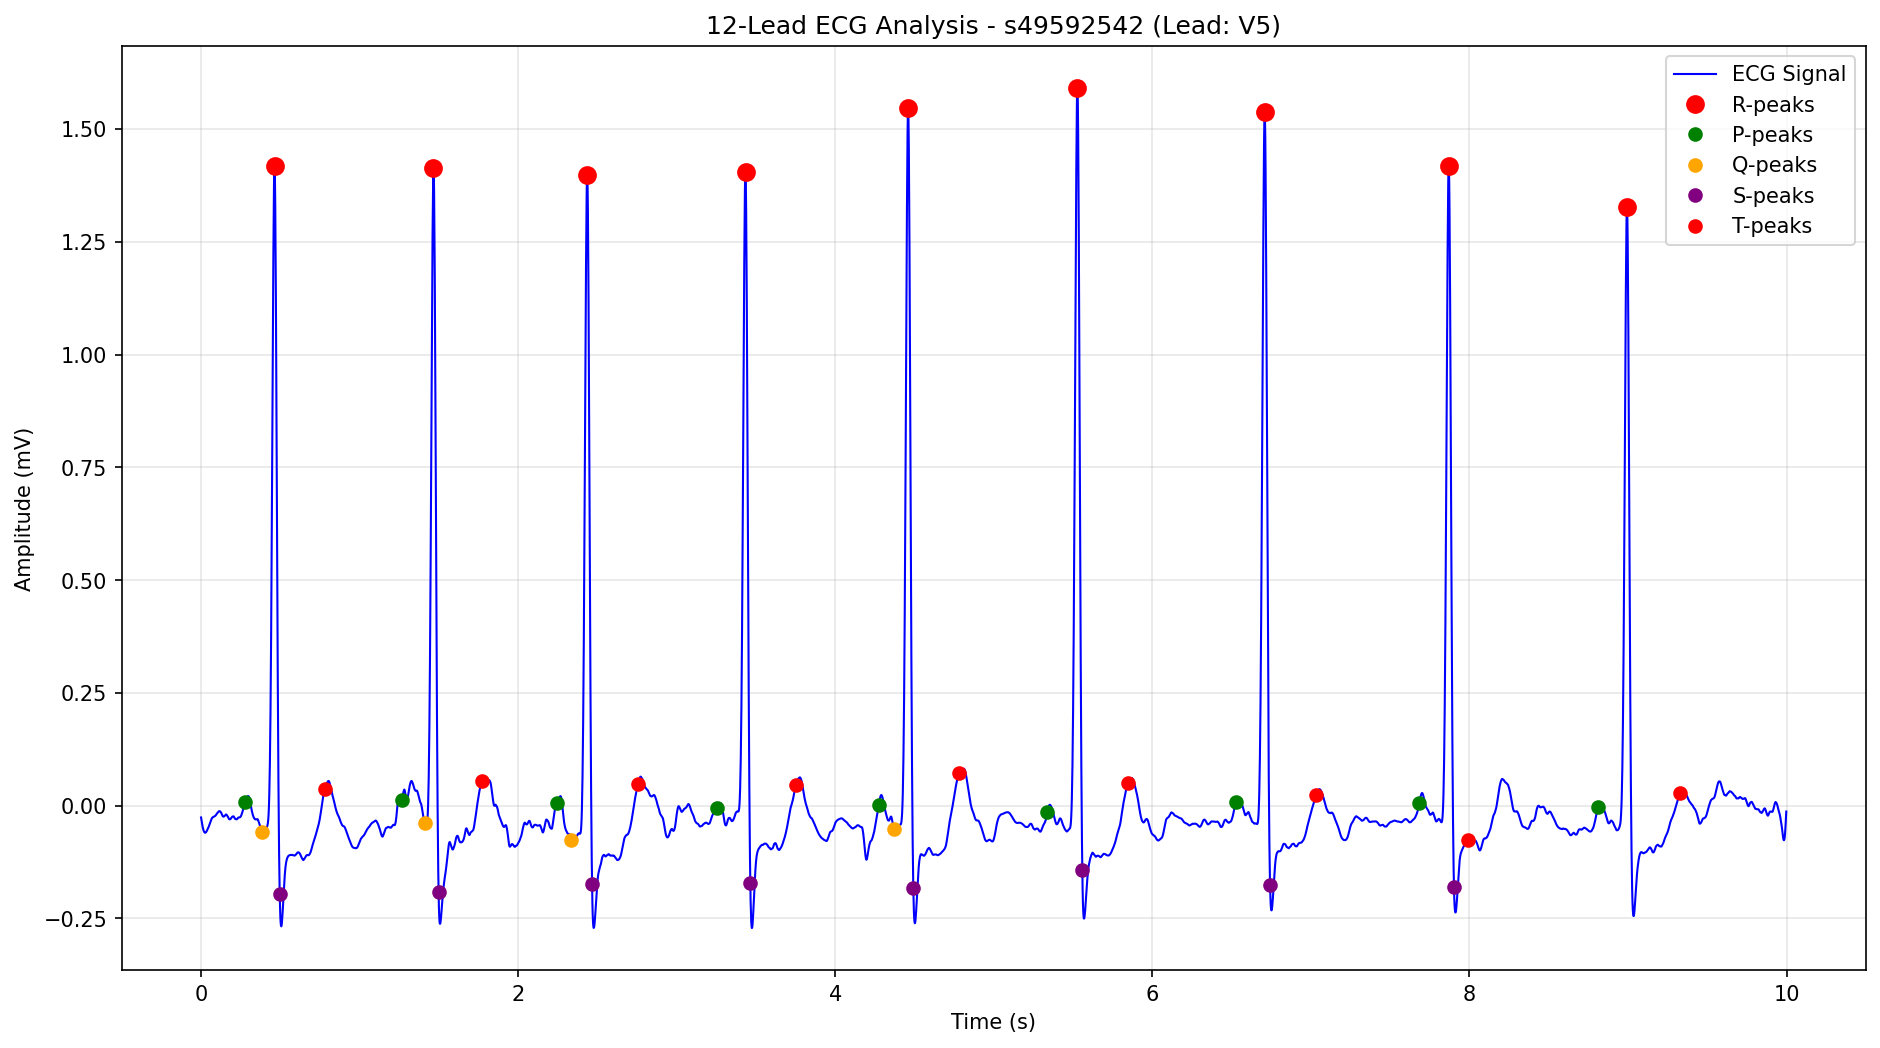 12-Lead ECG Analysis - s49592542 (Lead: V5)
ECG Signal
R-peaks
P-peaks
Q-peaks
S-peaks
T-peaks
Amplitude (mV)
1.50
1.25
1.00
0.75
0.50
0.25
0.00
−0.25
0 2 4 6 8 10
Time (s)